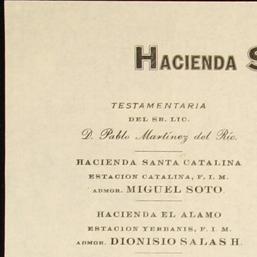 HACIENDA
TESTAMENTARIA
DEL SR. LIC.
D. Pablo Martínez del Río.
HACIENDA SANTA CATALINA
ESTACION CATALINA, F. I. M.
ADMOR. MIGUEL SOTO.
HACIENDA EL ALAMO
ESTACION YERBANIS, F. I. M.
ADMOR. DIONISIO SALAS H.